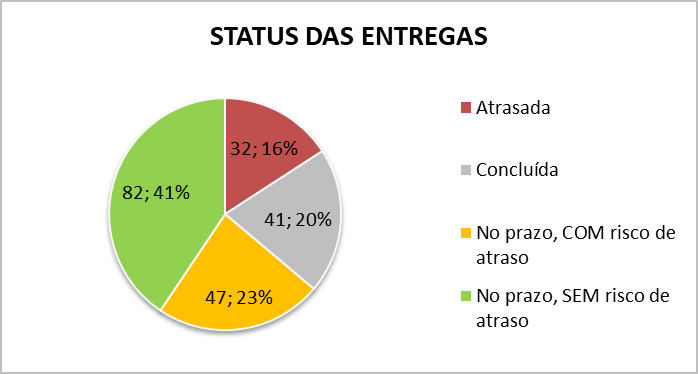 STATUS DAS ENTREGAS
32; 16%
41; 20%
47; 23%
82; 41%
Atrasada
Concluída
No prazo, COM risco de
atraso
No prazo, SEM risco de
atraso